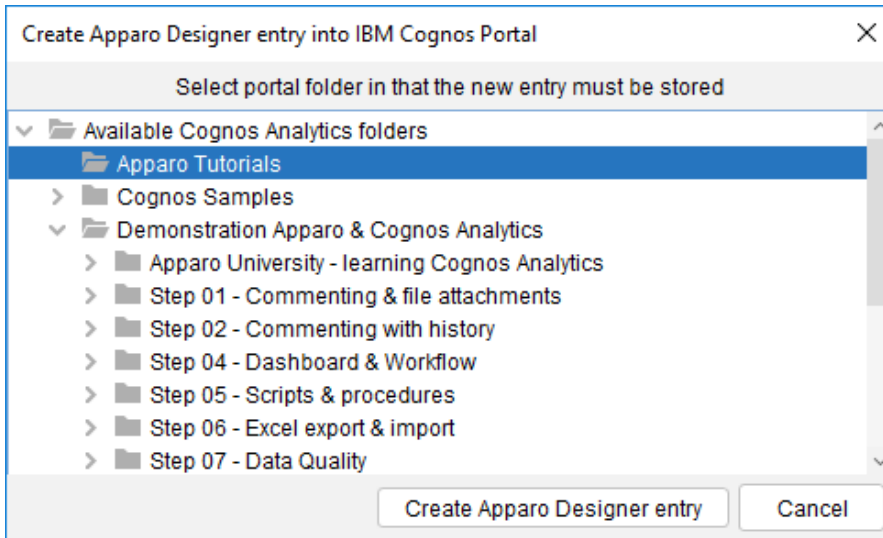 Create Apparo Designer entry into IBM Cognos Portal
Select portal folder in that the new entry must be stored
Available Cognos Analytics folders
Apparo Tutorials
Cognos Samples
Demonstration Apparo & Cognos Analytics
Apparo University - learning Cognos Analytics
Step 01 - Commenting & file attachments
Step 02 - Commenting with history
Step 04 - Dashboard & Workflow
Step 05 - Scripts & procedures
Step 06 - Excel export & import
Step 07 - Data Quality
Create Apparo Designer entry Cancel